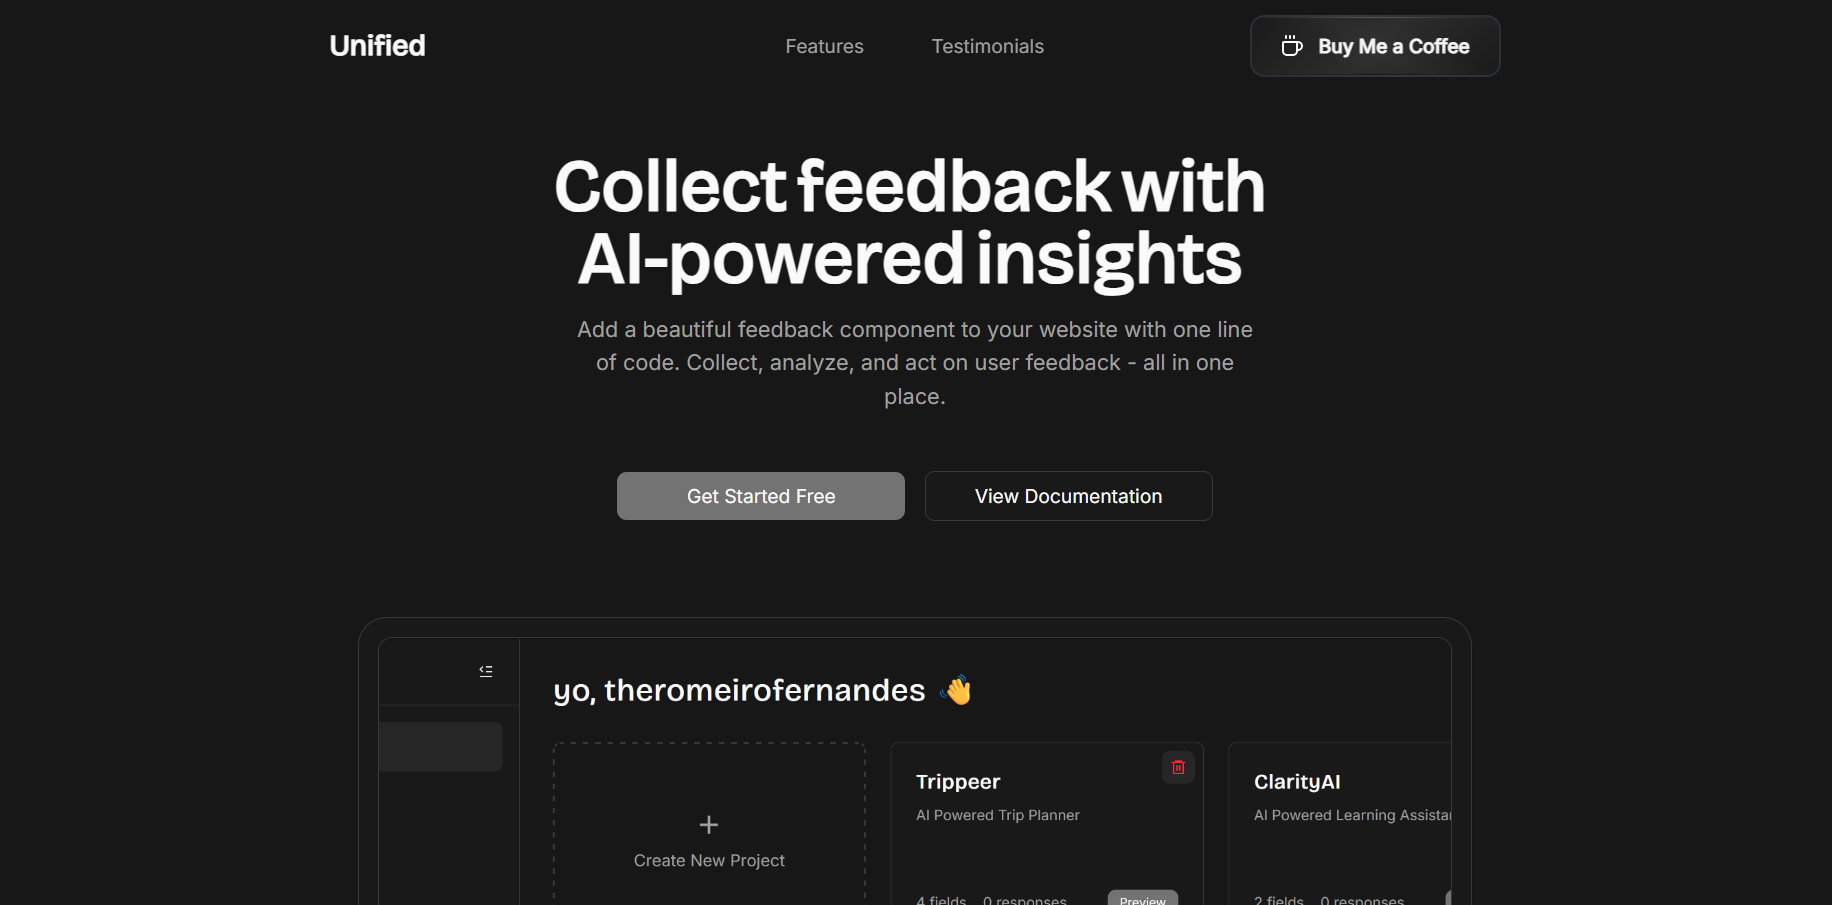 Unified
Features
Testimonials
Buy Me a Coffee
Collect feedback with
AI-powered insights
Add a beautiful feedback component to your website with one line
of code. Collect, analyze, and act on user feedback - all in one
place.
Get Started Free
View Documentation
yo, theromeirofernandes 👋
Create New Project
Trippeer
AI Powered Trip Planner
4 fields
0 responses
Preview
ClarityAI
AI Powered Learning
2 fields
0 responses